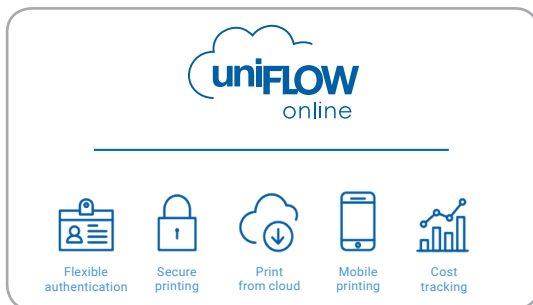 uniFLOW
online
Flexible
authentication
Secure
printing
Print
from cloud
Mobile
printing
Cost
tracking